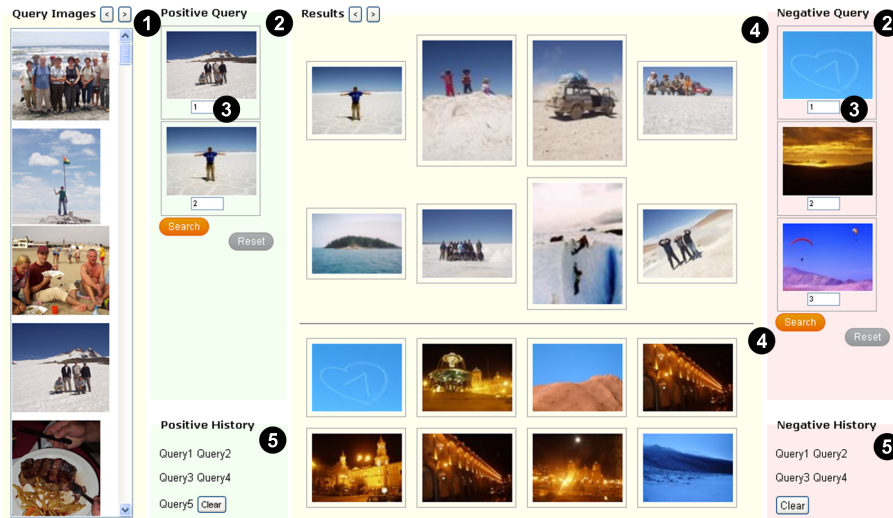 Query Images < >
1
Positive Query
2
1
3
2
Search
Reset
Positive History
5
Query1 Query2
Query3 Query4
Query5 Clear
Results < >
4
4
Negative Query
2
1
3
2
3
Search
Reset
Negative History
5
Query1 Query2
Query3 Query4
Clear